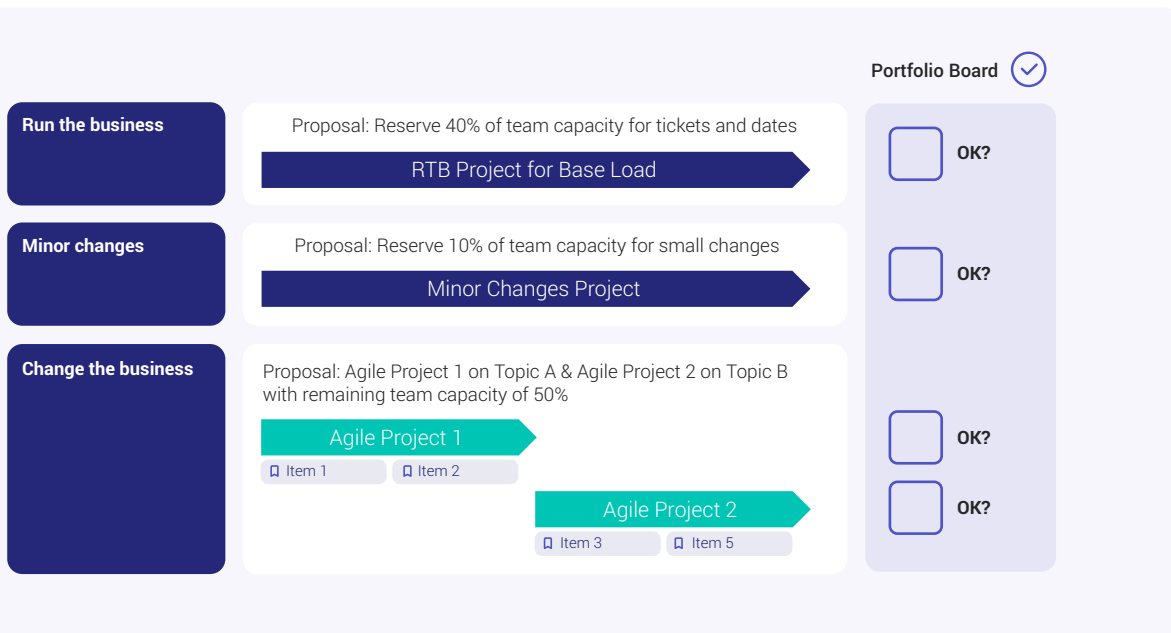 Portfolio Board
Run the business
Proposal: Reserve 40% of team capacity for tickets and dates
RTB Project for Base Load
OK?
Minor changes
Proposal: Reserve 10% of team capacity for small changes
Minor Changes Project
OK?
Change the business
Proposal: Agile Project 1 on Topic A & Agile Project 2 on Topic B
with remaining team capacity of 50%
Agile Project 1
OK?
Item 1
Item 2
Agile Project 2
OK?
Item 3
Item 5